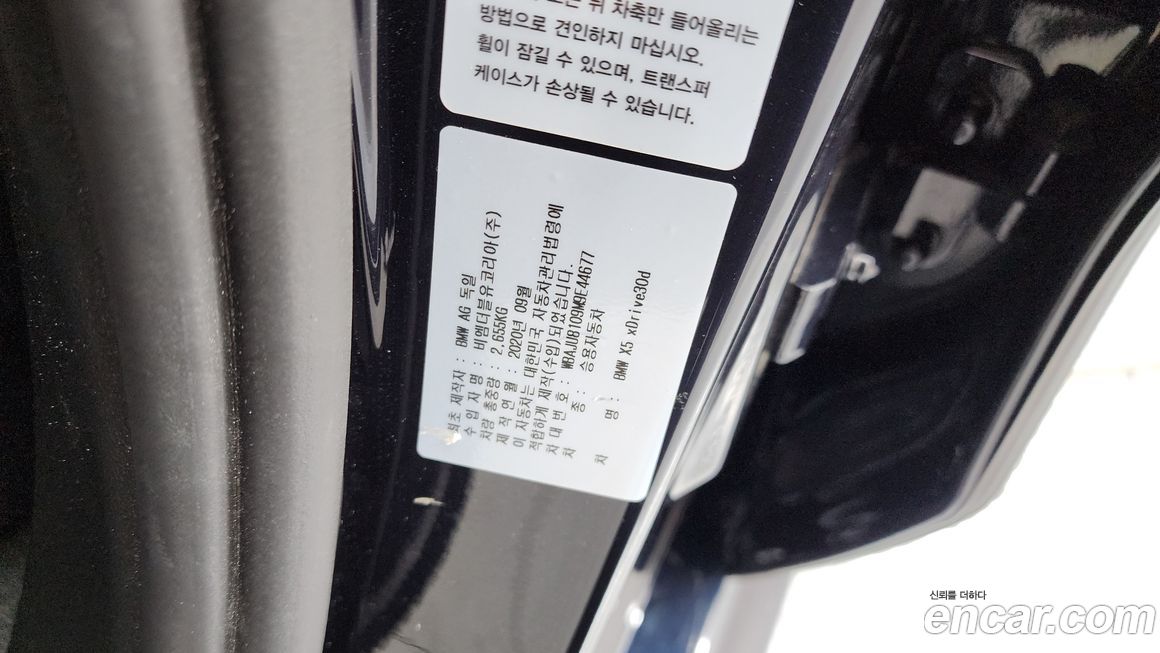 뒤 차축만 들어올리는
방법으로 견인하지 마십시오.
휠이 잠길 수 있으며, 트랜스퍼
케이스가 손상될 수 있습니다.
최초 제작자 : BMW AG 독일
수 입 자 명 : 비엠더블유코리아(주)
차량 총중량 : 2,655KG
제 작 연 월 : 2020년 09월
이 자동차는 대한민국 자동차관리법령에
적합하게 제작(수입)되었습니다.
차 대 번 호 : WBAJU8109M9E44677
차 종 : 승용자동차
차 명 : BMW X5 xDrive30d
신뢰를 더하다
encar.com